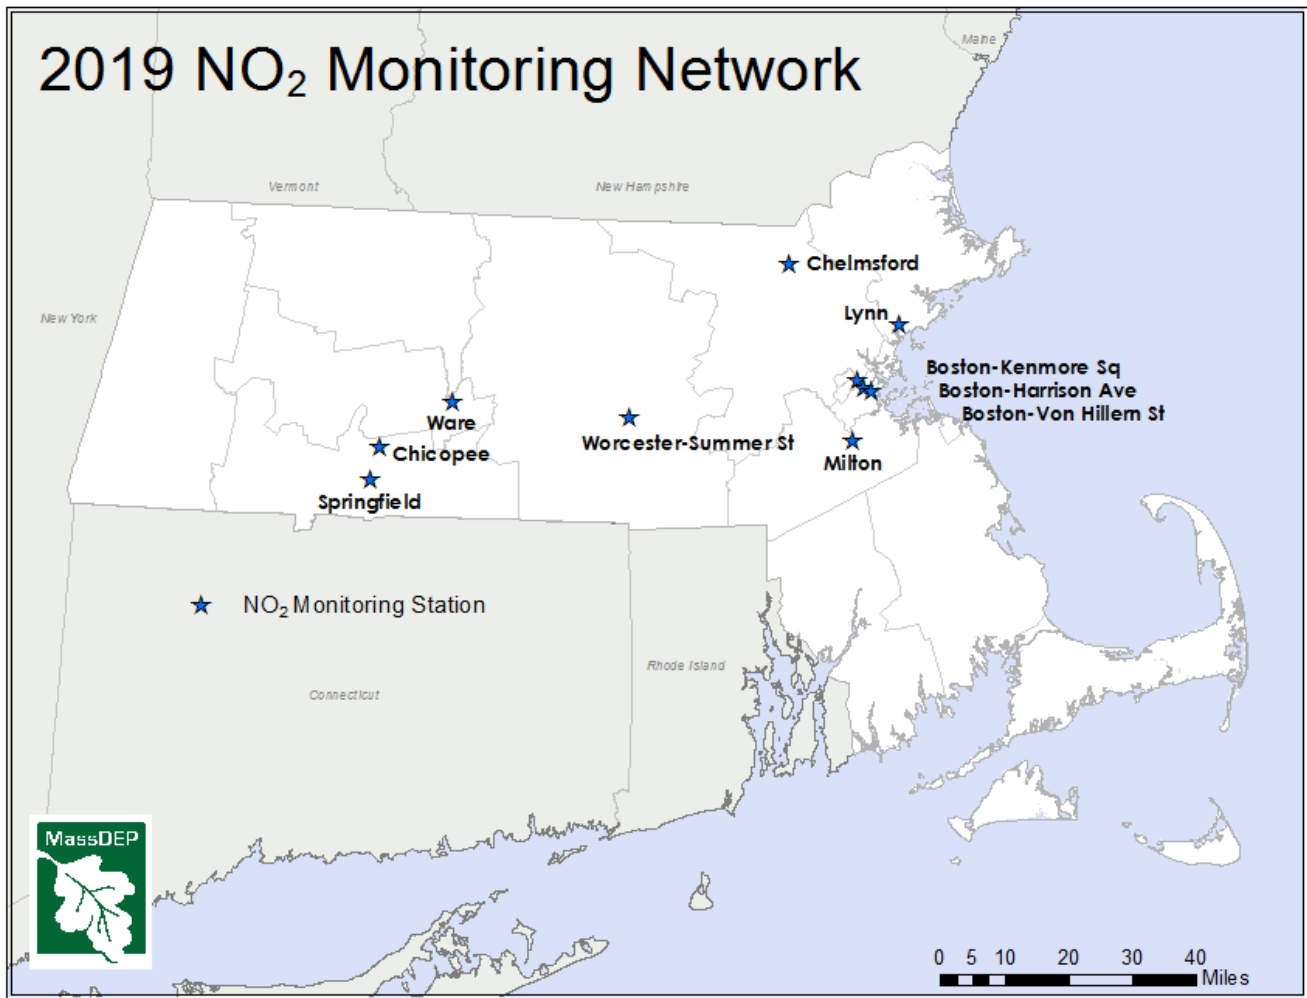 2019 NO₂ Monitoring Network
Maine
Vermont
New Hampshire
New York
Chelmsford
Lynn
Boston-Kenmore Sq
Boston-Harrison Ave
Boston-Von Hillern St
Ware
Worcester-Summer St
Chicopee
Milton
Springfield
NO₂ Monitoring Station
Rhode Island
Connecticut
MassDEP
0 5 10 20 30 40
Miles